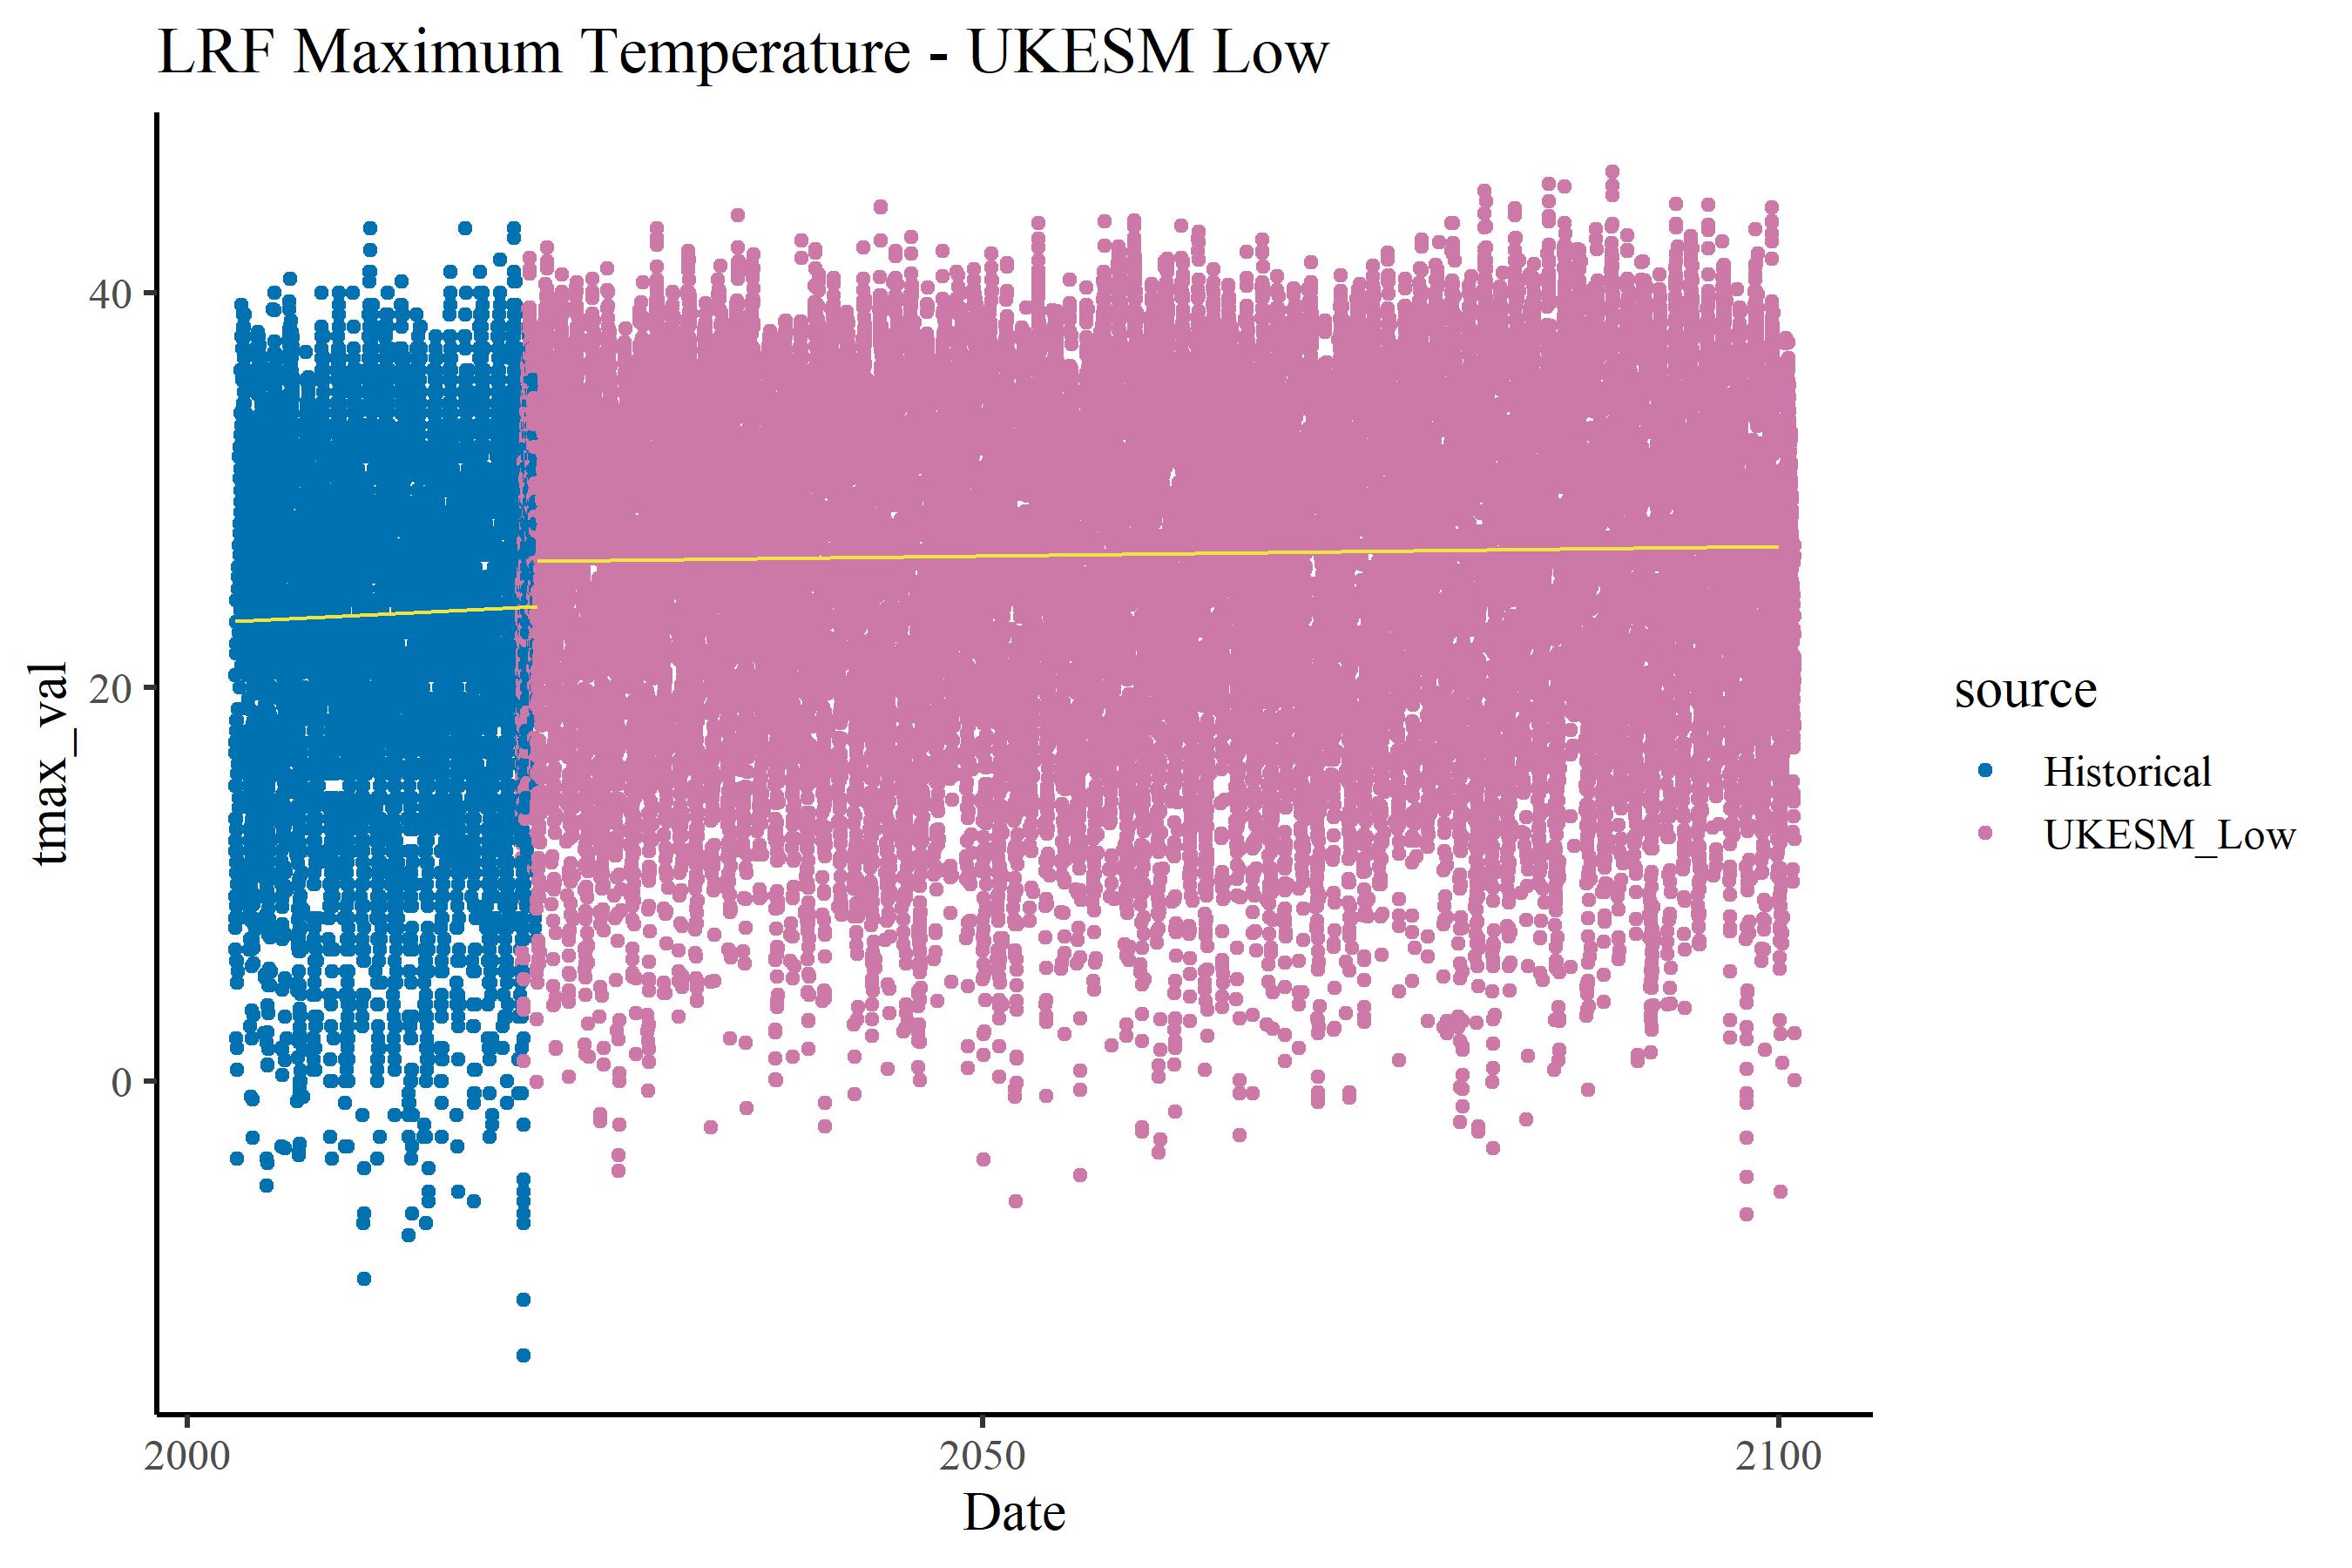 LRF Maximum Temperature - UKESM Low
tmax_val
40
20
0
2000
2050
2100
Date
source
Historical
UKESM_Low